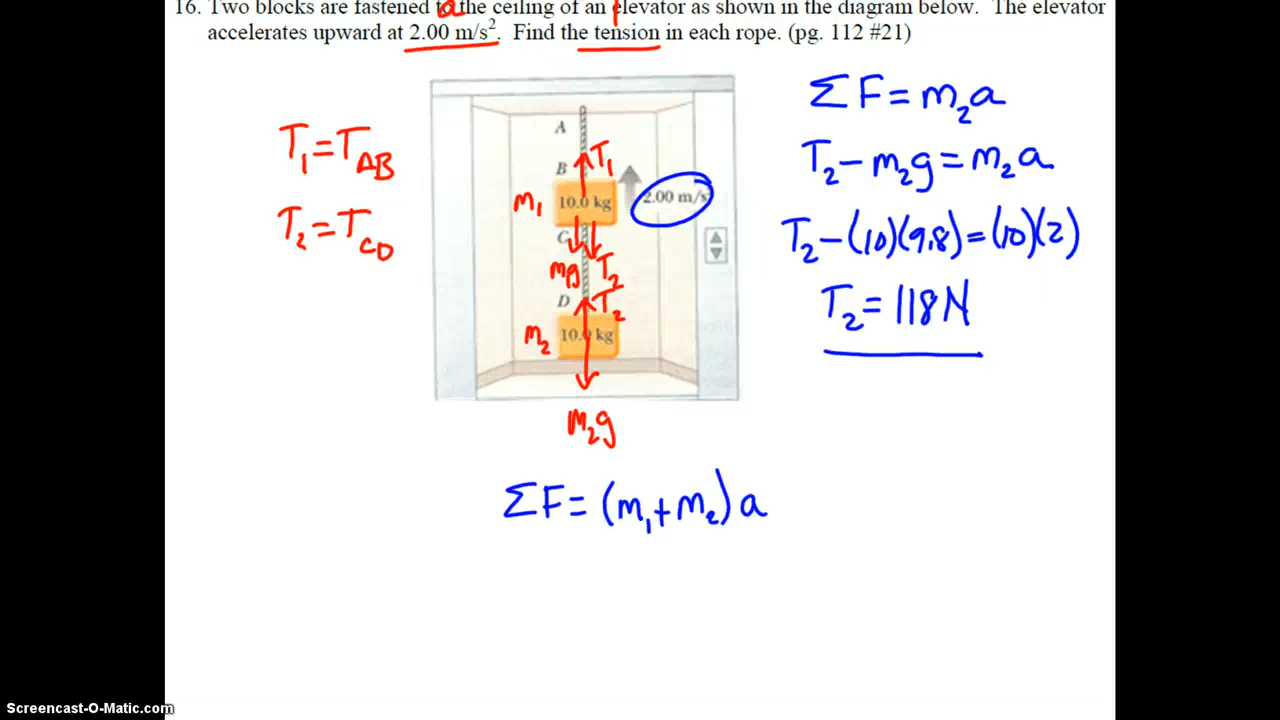 16. Two blocks are fastened to the ceiling of an elevator as shown in the diagram below. The elevator
a
accelerates upward at 2.00 m/s². Find the tension in each rope. (pg. 112 #21)
T₁=T_AB
T₂=T_CD
A
B
T₁
m₁
10.0 kg
2.00 m/s
C
mg
T₂
D
T₂
m₂
10.0 kg
m₂g
ΣF=m₂a
T₂-m₂g=m₂a
T₂-(10)(9.8)=(10)(2)
T₂=118N
ΣF=(m₁+m₂)a
Screencast-O-Matic.com